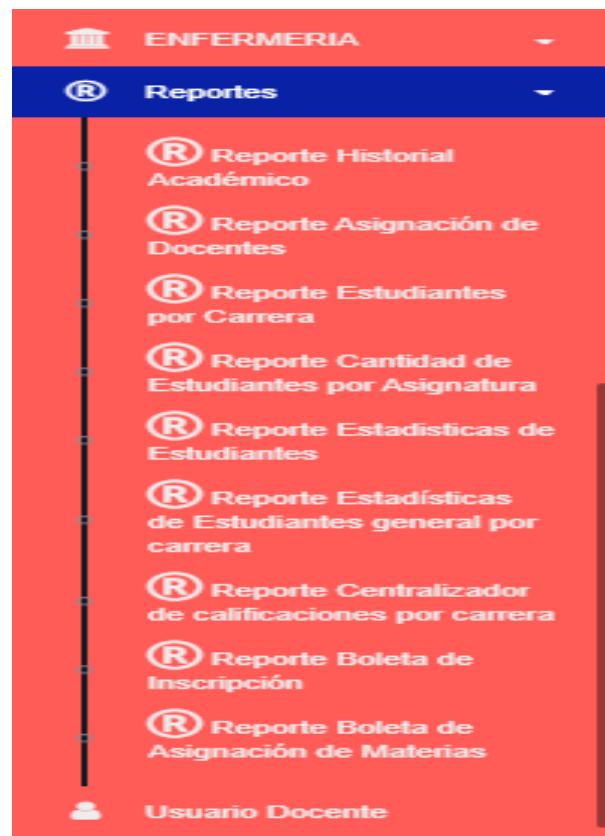 ENFERMERIA
® Reportes
® Reporte Historial
Académico
® Reporte Asignación de
Docentes
® Reporte Estudiantes
por Carrera
® Reporte Cantidad de
Estudiantes por Asignatura
® Reporte Estadisticas de
Estudiantes
® Reporte Estadísticas
de Estudiantes general por
carrera
® Reporte Centralizador
de calificaciones por carrera
® Reporte Boleta de
Inscripción
® Reporte Boleta de
Asignación de Materias
Usuario Docente